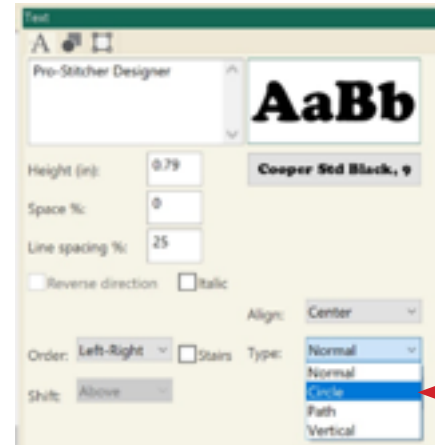 Text
A
Pro-Stitcher Designer
AaBb
Height (in): 0.79
Cooper Std Black, 9
Space %: 0
Line spacing %: 25
Reverse direction Italic
Align: Center
Order: Left-Right Stairs Type: Normal
Normal
Shift: Above
Circle
Path
Vertical